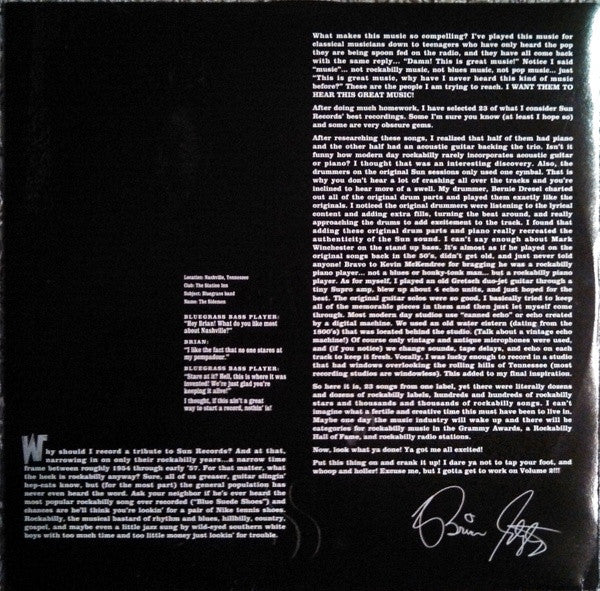 Location: Nashville, Tennessee
Club: The Station Inn
Subject: Bluegrass band
Name: The Sidemen
BLUEGRASS BASS PLAYER:
"Hey Brian! What do you like most
about Nashville?"
BRIAN:
"I like the fact that no one stares at
my pompadour."
BLUEGRASS BASS PLAYER:
"Stare at it? Hell, this is where it was
invented! We're just glad you're
keeping it alive!"
I thought, if this ain't a great
way to start a record, nothin' is!
Why should I record a tribute to Sun Records? And at that,
narrowing in on only their rockabilly years...a narrow time
frame between roughly 1954 through early '57. For that matter, what
the heck is rockabilly anyway? Sure, all of us greaser, guitar slingin'
hep-cats know, but (for the most part) the general population has
never even heard the word. Ask your neighbor if he's ever heard the
most popular rockabilly song ever recorded ("Blue Suede Shoes") and
chances are he'll think you're lookin' for a pair of Nike tennis shoes.
Rockabilly, the musical bastard of rhythm and blues, hillbilly, country,
gospel, and maybe even a little jazz sung by wild-eyed southern white
boys with too much time and too little money just lookin' for trouble.
What makes this music so compelling? I've played this music for
classical musicians down to teenagers who have only heard the pop
they are being spoon fed on the radio, and they have all come back
with the same reply... "Damn! This is great music!" Notice I said
"music"... not rockabilly music, not blues music, not pop music... just
"This is great music, why have I never heard this kind of music
before?" These are the people I am trying to reach. I WANT THEM TO
HEAR THIS GREAT MUSIC!
After doing much homework, I have selected 23 of what I consider Sun
Records' best recordings. Some I'm sure you know (at least I hope so)
and some are very obscure gems.
After researching these songs, I realized that half of them had piano
and the other half had an acoustic guitar backing the trio. Isn't it
funny how modern day rockabilly rarely incorporates acoustic guitar
or piano? I thought that was an interesting discovery. Also, the
drummers on the original Sun sessions only used one cymbal. That is
why you don't hear a lot of crashing all over the tracks and you're
inclined to hear more of a swell. My drummer, Bernie Dresel charted
out all of the original drum parts and played them exactly like the
originals. I noticed the original drummers were listening to the lyrical
content and adding extra fills, turning the beat around, and really
approaching the drums to add excitement to the track. I found that
adding these original drum parts and piano really recreated the
authenticity of the Sun sound. I can't say enough about Mark
Winchester on the stand up bass. It's almost as if he played on the
original songs back in the 50's, didn't get old, and just never told
anyone! Bravo to Kevin McKendree for bragging he was a rockabilly
piano player... not a blues or honky-tonk man... but a rockabilly piano
player. As for myself, I played an old Gretsch duo-jet guitar through a
tiny Supro amp, blew up about 4 echo units, and just hoped for the
best. The original guitar solos were so good, I basically tried to keep
all of the memorable pieces in them and then just let myself come
through. Most modern day studios use "canned echo" or echo created
by a digital machine. We used an old water cistern (dating from the
1800's) that was located behind the studio. (Talk about a vintage echo
machine!) Of course only vintage and antique microphones were used,
and (if you notice) we change sounds, tape delays, and echo on each
track to keep it fresh. Vocally, I was lucky enough to record in a studio
that had windows overlooking the rolling hills of Tennessee (most
recording studios are windowless). This added to my final inspiration.
So here it is, 23 songs from one label, yet there were literally dozens
and dozens of rockabilly labels, hundreds and hundreds of rockabilly
stars and thousands and thousands of rockabilly songs. I can't
imagine what a fertile and creative time this must have been to live in.
Maybe one day the music industry will wake up and there will be
categories for rockabilly music in the Grammy Awards, a Rockabilly
Hall of Fame, and rockabilly radio stations.
Now, look what ya done! Ya got me all excited!
Put this thing on and crank it up! I dare ya not to tap your foot, and
whoop and holler! Excuse me, but I gotta get to work on Volume 2!!!
Brian